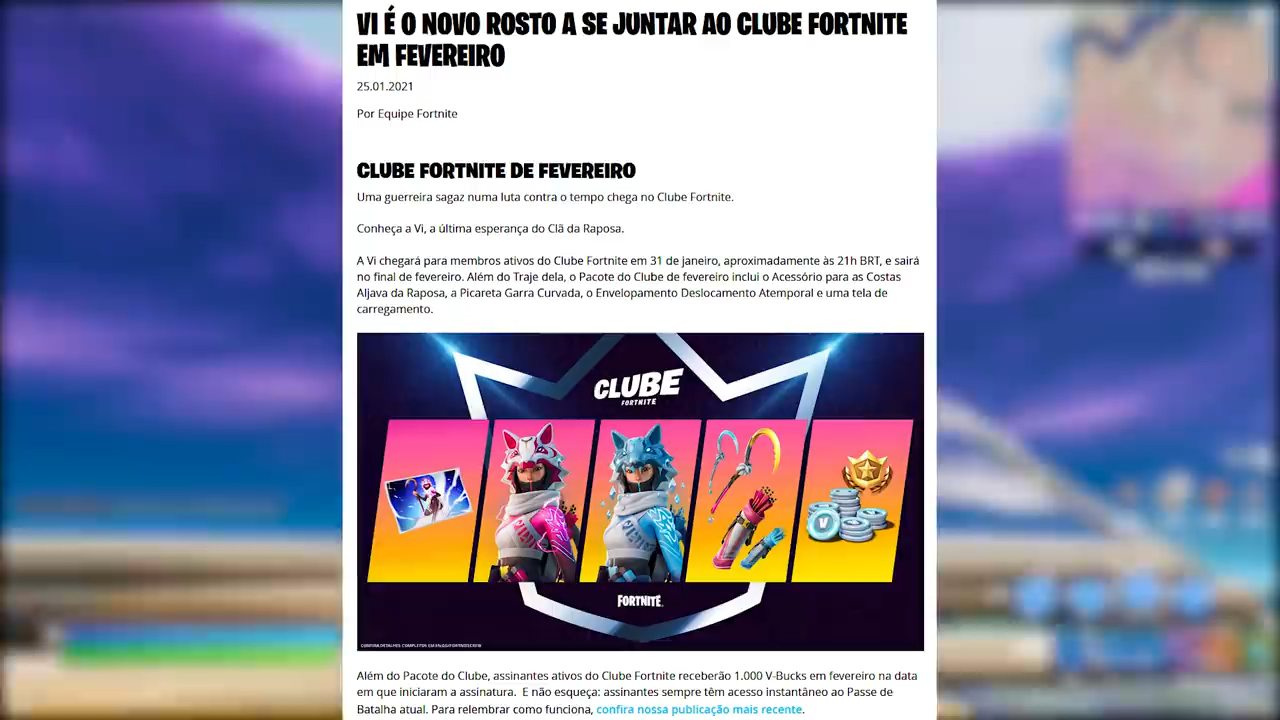 VI É O NOVO ROSTO A SE JUNTAR AO CLUBE FORTNITE
EM FEVEREIRO
25.01.2021
Por Equipe Fortnite
CLUBE FORTNITE DE FEVEREIRO
Uma guerreira sagaz numa luta contra o tempo chega no Clube Fortnite.
Conheça a Vi, a última esperança do Clã da Raposa.
A Vi chegará para membros ativos do Clube Fortnite em 31 de janeiro, aproximadamente às 21h BRT, e sairá
no final de fevereiro. Além do Traje dela, o Pacote do Clube de fevereiro inclui o Acessório para as Costas
Aljava da Raposa, a Picareta Garra Curvada, o Envelopamento Deslocamento Atemporal e uma tela de
carregamento.
CLUBE
FORTNITE
V
FORTNITE
Além do Pacote do Clube, assinantes ativos do Clube Fortnite receberão 1.000 V-Bucks em fevereiro na data
em que iniciaram a assinatura. E não esqueça: assinantes sempre têm acesso instantâneo ao Passe de
Batalha atual. Para relembrar como funciona, confira nossa publicação mais recente.